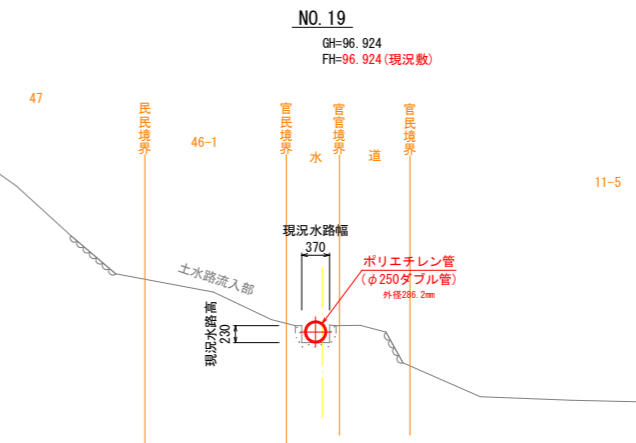 NO.19
GH=96.924
FH=96.924(現況敷)
47
民民境界
46-1
官民境界
水
官官境界
道
官民境界
11-5
現況水路幅
370
ポリエチレン管
(φ250ダブル管)
外径286.2mm
土水路流入部
現況水路高
230